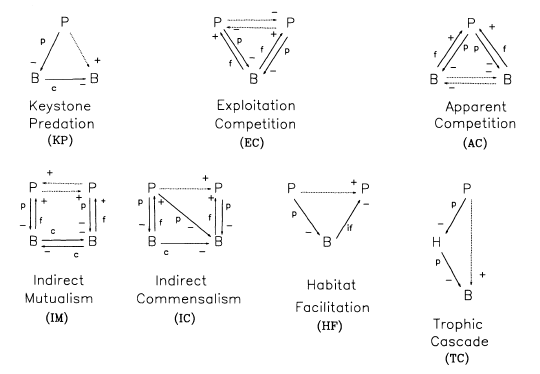 P
p
− +
B B
c −
Keystone
Predation
(KP)
−
P P
−
+ p + p
f − f −
B
Exploitation
Competition
(EC)
P
+ +
f p p f
− −
B B
− −
Apparent
Competition
(AC)
+
P P
+ + +
p f p f
− c − −
B B
− c
Indirect
Mutualism
(IM)
+
P P
+ +
p f p f p
− − −
B B
c −
Indirect
Commensalism
(IC)
+
P P
p −
− if
B
Habitat
Facilitation
(HF)
P
p
−
H
p
− +
B
Trophic
Cascade
(TC)